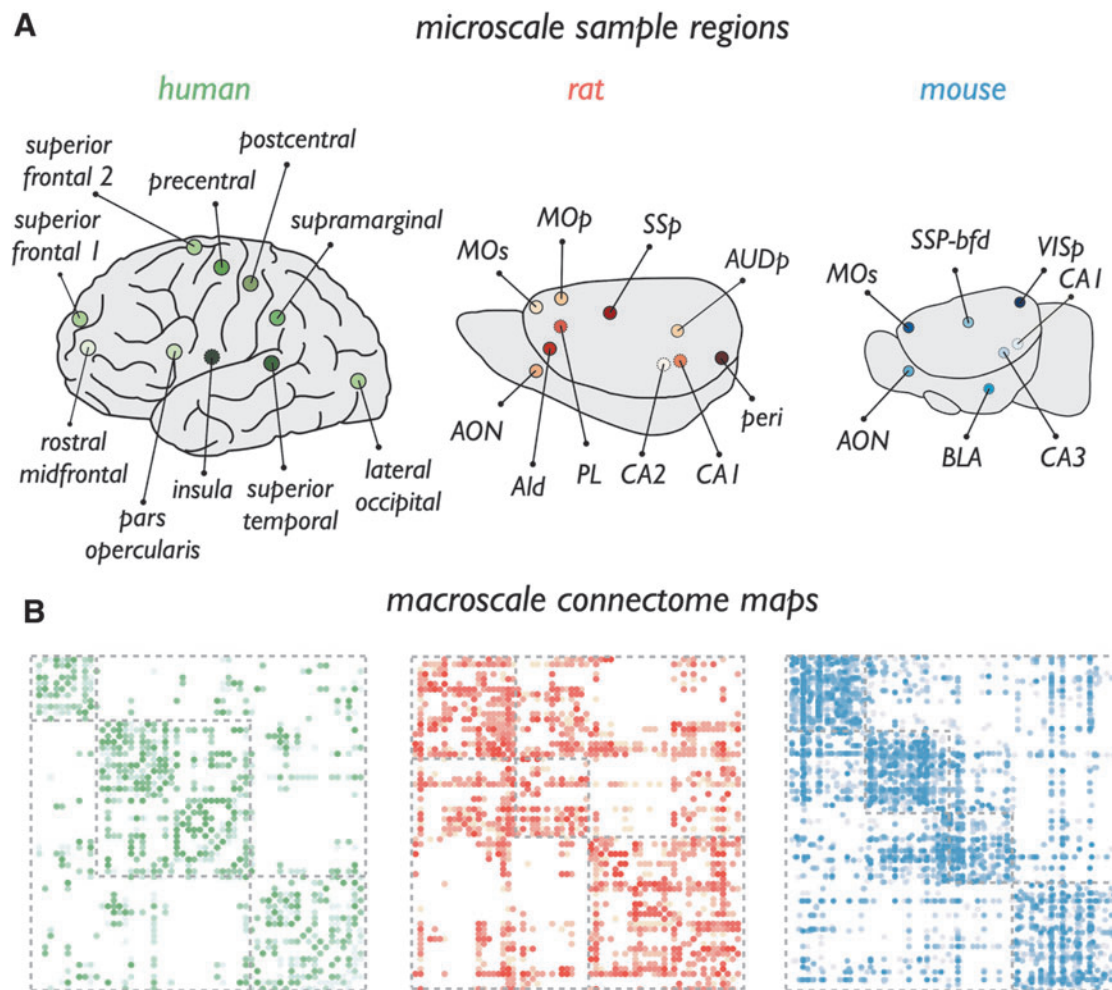 A
microscale sample regions
human
rat
mouse
superior
frontal 2
postcentral
precentral
superior
frontal 1
supramarginal
rostral
midfrontal
pars
opercularis
insula
superior
temporal
lateral
occipital
MOs
MOp
SSp
AUDp
AON
AId
PL
CA2
CA1
peri
MOs
SSP-bfd
VISp
CA1
AON
BLA
CA3
B
macroscale connectome maps